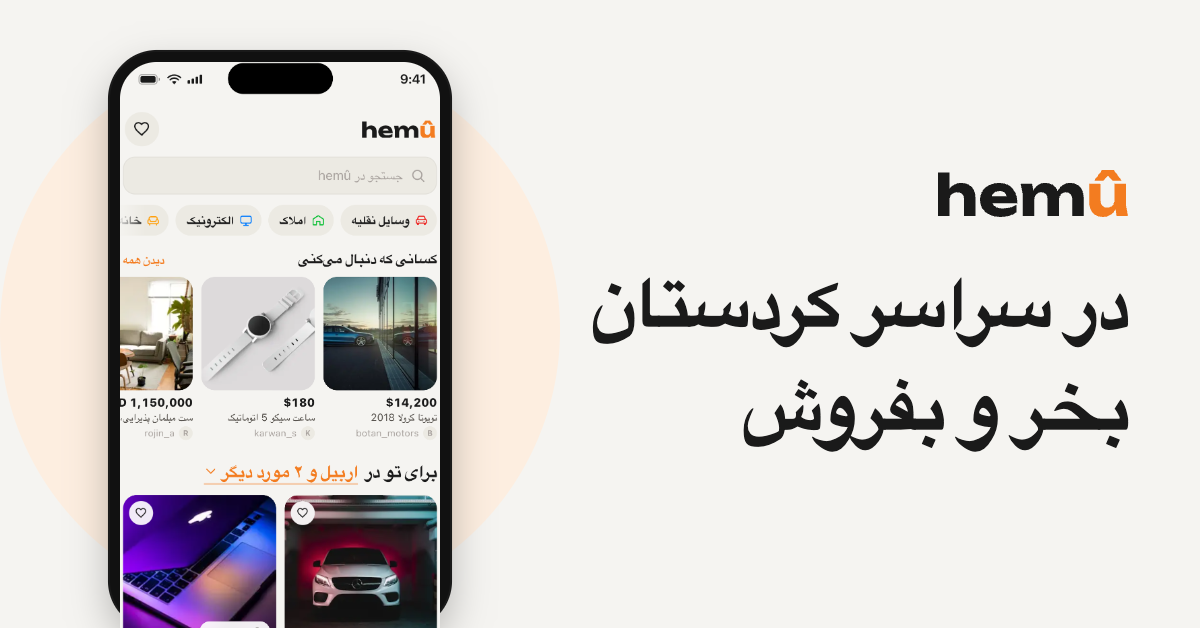 9:41
hemû
جستجو در hemû
وسایل نقلیه
املاک
الکترونیک
کسانی که دنبال می‌کنی
دیدن همه
$14,200
$180
1,150,000
تویوتا کرولا 2018
ساعت سیکو 5 اتوماتیک
ست مبلمان پذیرایی
B botan_motors
K karwan_s
R rojin_a
برای تو در اربیل و ۲ مورد دیگر
hemû
در سراسر کردستان
بخر و بفروش